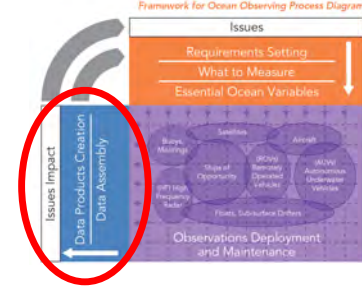 Framework for Ocean Observing Process Diagram
Issues
Requirements Setting
What to Measure
Essential Ocean Variables
Issues Impact
Data Products Creation
Data Assembly
Satellites
Aircraft
Buoys,
Moorings
Ships of
Opportunity
(ROVs)
Remotely
Operated
Vehicles
(AUVs)
Autonomous
Underwater
Vehicles
(HF) High
Frequency
Radar
Floats, Subsurface Drifters
Observations Deployment
and Maintenance